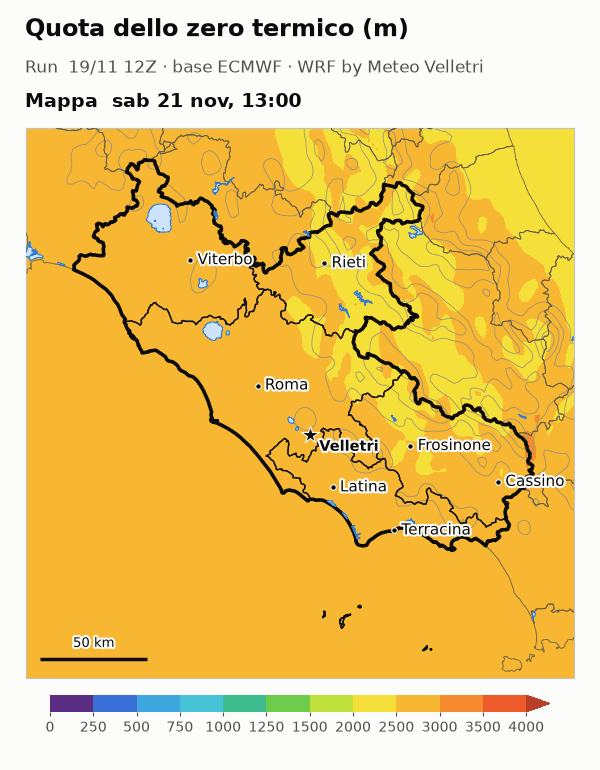 Quota dello zero termico (m)
Run  19/11 12Z · base ECMWF · WRF by Meteo Velletri
Mappa  sab 21 nov, 13:00
Viterbo
Rieti
Roma
Velletri
Frosinone
Cassino
Latina
Terracina
50 km
0 250 500 750 1000 1250 1500 2000 2500 3000 3500 4000